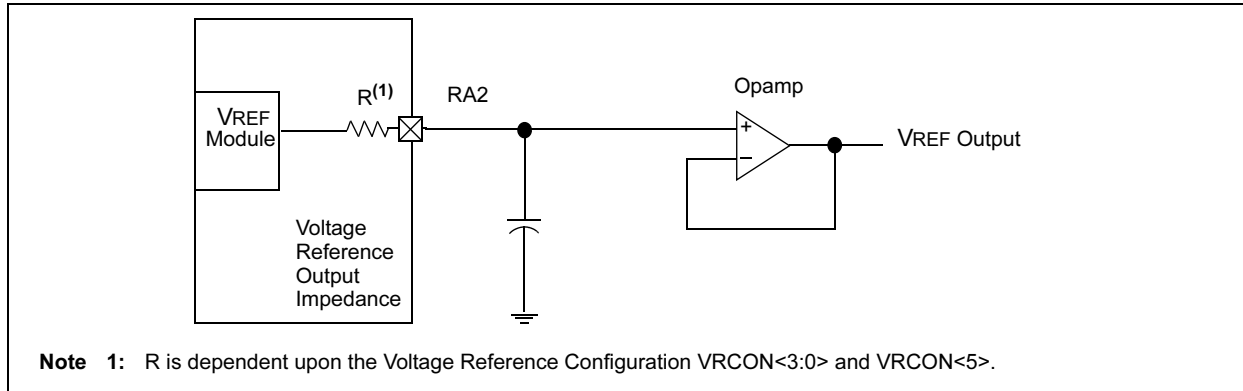 R(1)
RA2
Opamp
VREF
Module
+
−
VREF Output
Voltage
Reference
Output
Impedance
Note 1: R is dependent upon the Voltage Reference Configuration VRCON<3:0> and VRCON<5>.